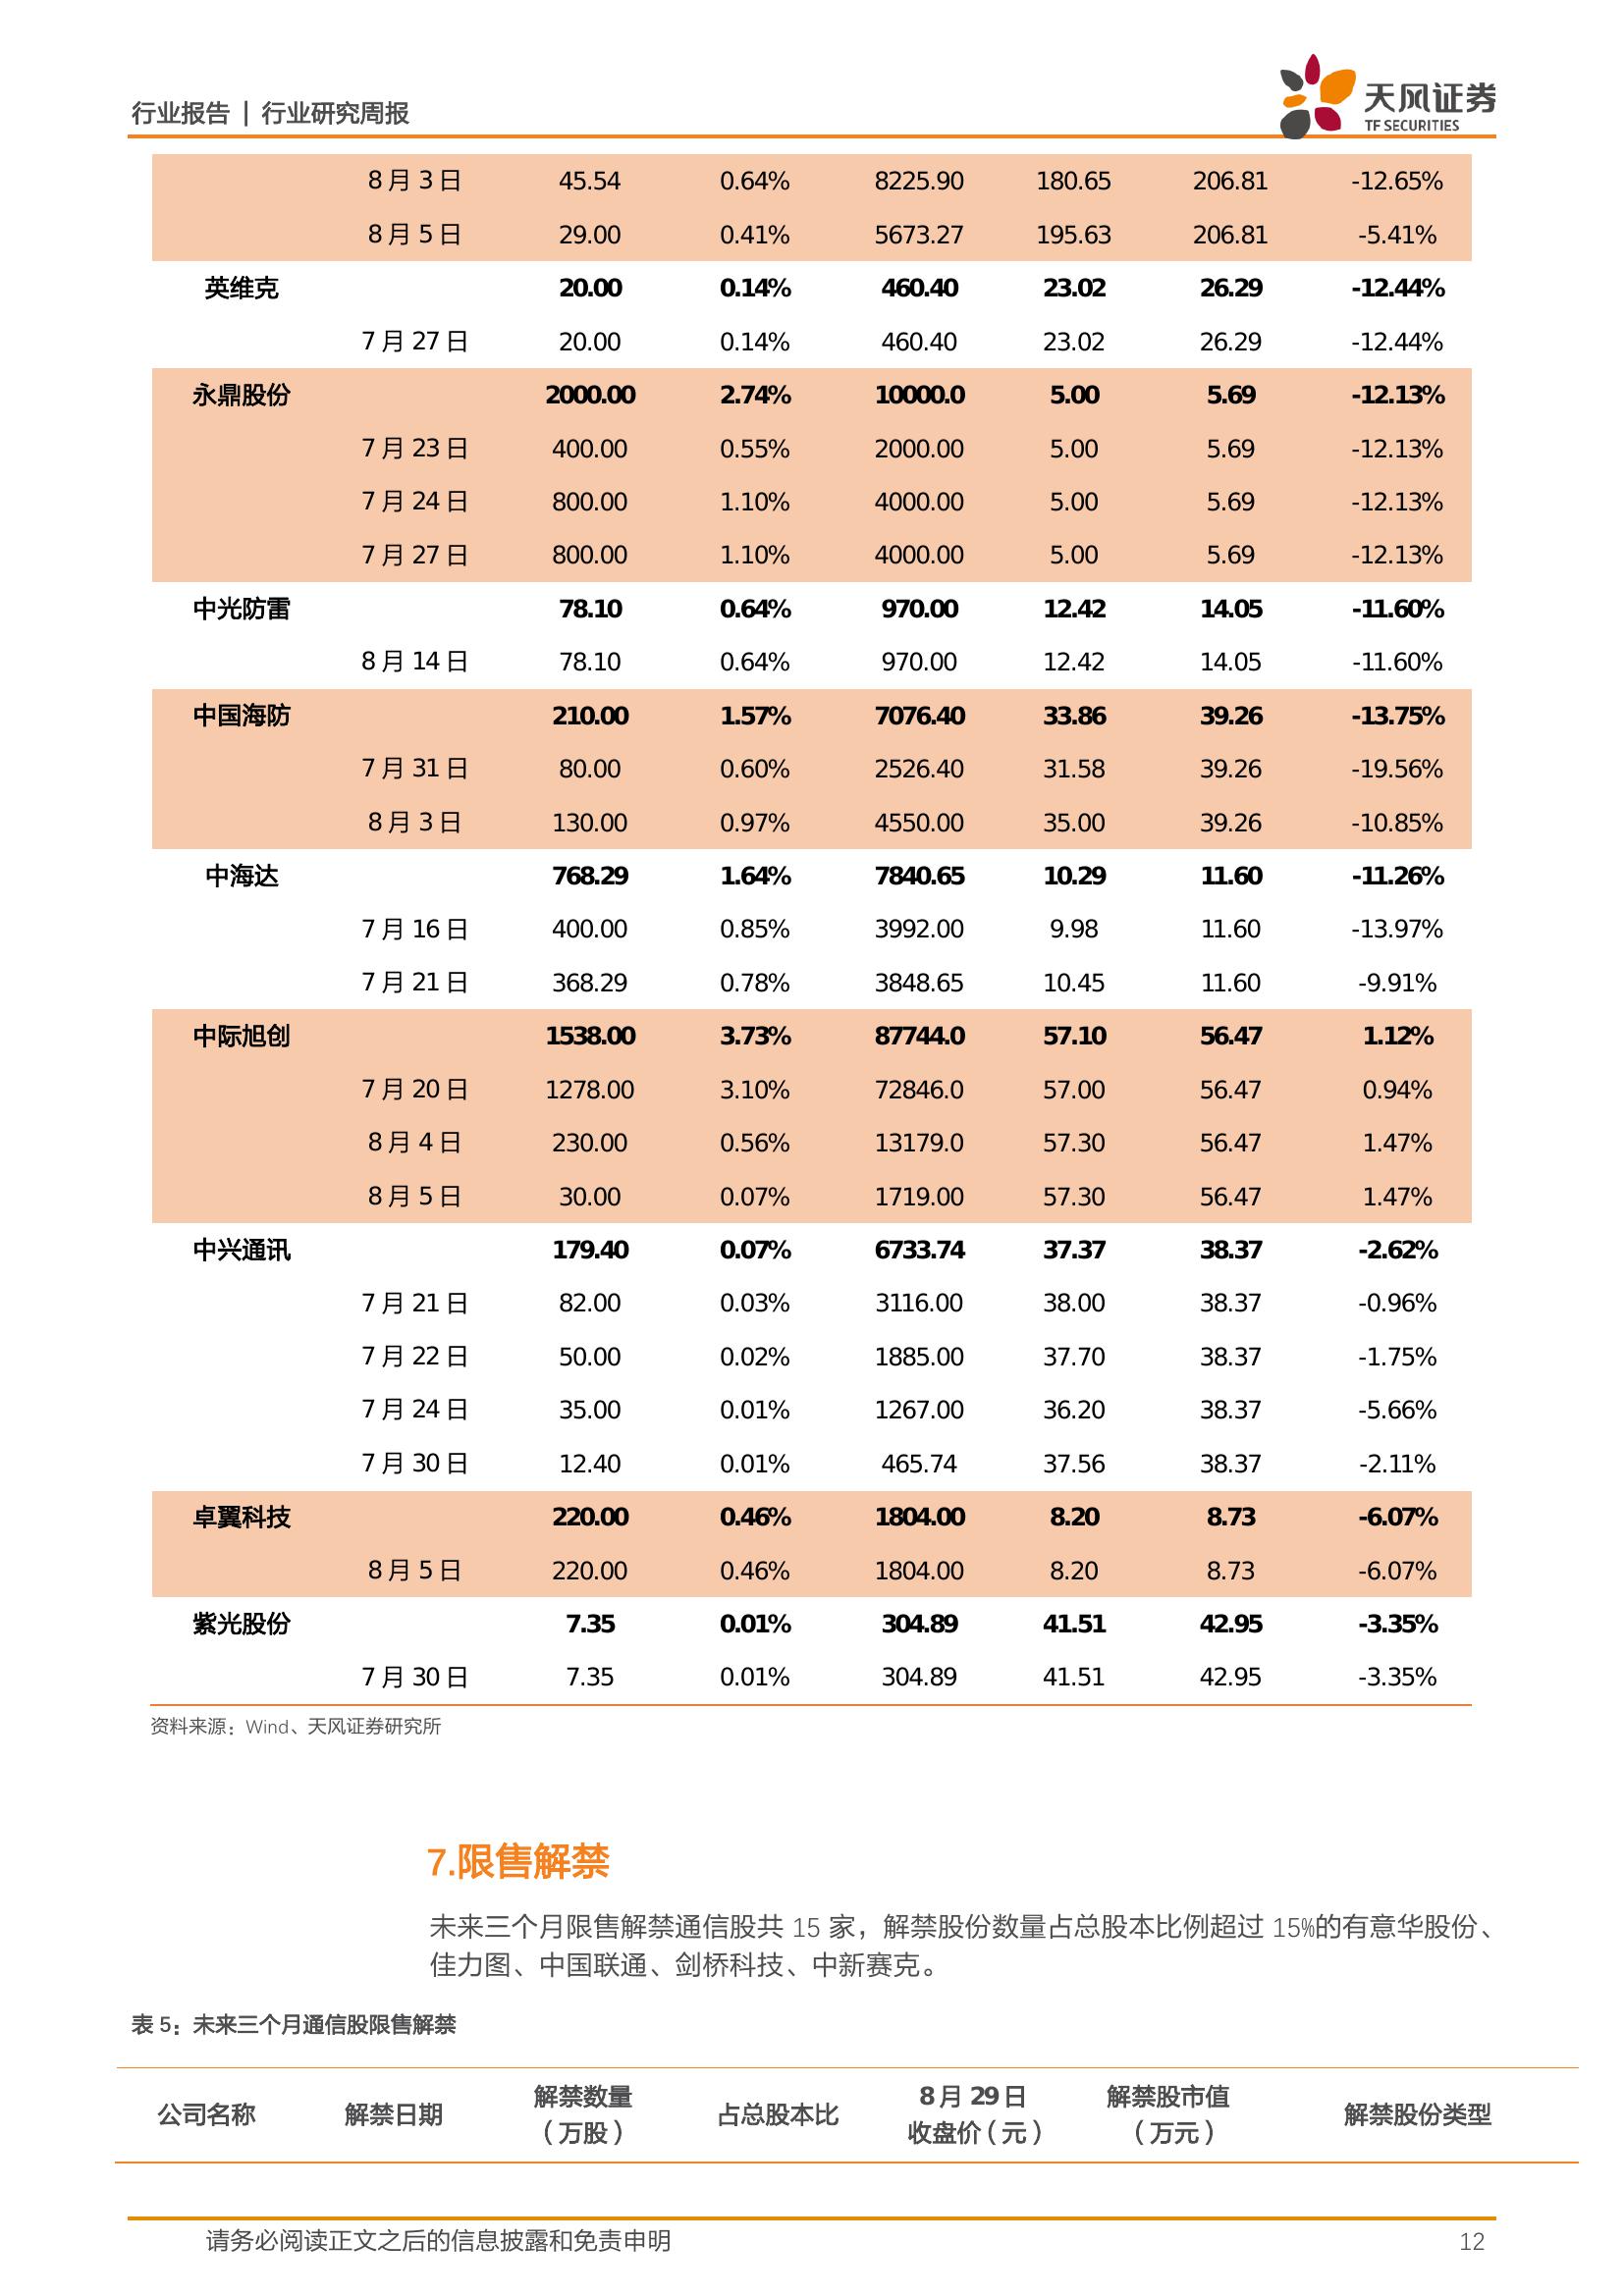 行业报告 | 行业研究周报
天风证券
TF SECURITIES
8月3日 45.54 0.64% 8225.90 180.65 206.81 -12.65%
8月5日 29.00 0.41% 5673.27 195.63 206.81 -5.41%
英维克 20.00 0.14% 460.40 23.02 26.29 -12.44%
7月27日 20.00 0.14% 460.40 23.02 26.29 -12.44%
永鼎股份 2000.00 2.74% 10000.0 5.00 5.69 -12.13%
7月23日 400.00 0.55% 2000.00 5.00 5.69 -12.13%
7月24日 800.00 1.10% 4000.00 5.00 5.69 -12.13%
7月27日 800.00 1.10% 4000.00 5.00 5.69 -12.13%
中光防雷 78.10 0.64% 970.00 12.42 14.05 -11.60%
8月14日 78.10 0.64% 970.00 12.42 14.05 -11.60%
中国海防 210.00 1.57% 7076.40 33.86 39.26 -13.75%
7月31日 80.00 0.60% 2526.40 31.58 39.26 -19.56%
8月3日 130.00 0.97% 4550.00 35.00 39.26 -10.85%
中海达 768.29 1.64% 7840.65 10.29 11.60 -11.26%
7月16日 400.00 0.85% 3992.00 9.98 11.60 -13.97%
7月21日 368.29 0.78% 3848.65 10.45 11.60 -9.91%
中际旭创 1538.00 3.73% 87744.0 57.10 56.47 1.12%
7月20日 1278.00 3.10% 72846.0 57.00 56.47 0.94%
8月4日 230.00 0.56% 13179.0 57.30 56.47 1.47%
8月5日 30.00 0.07% 1719.00 57.30 56.47 1.47%
中兴通讯 179.40 0.07% 6733.74 37.37 38.37 -2.62%
7月21日 82.00 0.03% 3116.00 38.00 38.37 -0.96%
7月22日 50.00 0.02% 1885.00 37.70 38.37 -1.75%
7月24日 35.00 0.01% 1267.00 36.20 38.37 -5.66%
7月30日 12.40 0.01% 465.74 37.56 38.37 -2.11%
卓翼科技 220.00 0.46% 1804.00 8.20 8.73 -6.07%
8月5日 220.00 0.46% 1804.00 8.20 8.73 -6.07%
紫光股份 7.35 0.01% 304.89 41.51 42.95 -3.35%
7月30日 7.35 0.01% 304.89 41.51 42.95 -3.35%
资料来源：Wind、天风证券研究所
7.限售解禁
未来三个月限售解禁通信股共 15 家，解禁股份数量占总股本比例超过 15%的有意华股份、
佳力图、中国联通、剑桥科技、中新赛克。
表 5：未来三个月通信股限售解禁
公司名称 解禁日期 解禁数量（万股） 占总股本比 8月29日收盘价（元） 解禁股市值（万元） 解禁股份类型
请务必阅读正文之后的信息披露和免责申明 12